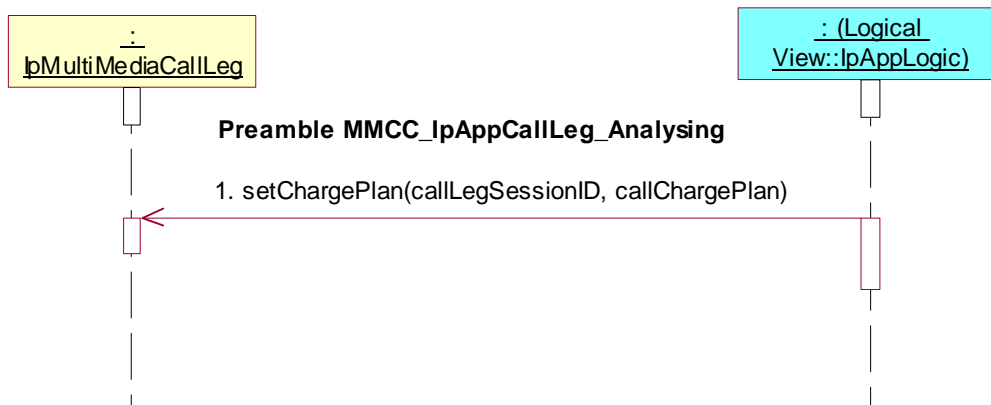 :
IpMultiMediaCallLeg
: (Logical
View::IpAppLogic)
Preamble MMCC_IpAppCallLeg_Analysing
1. setChargePlan(callLegSessionID, callChargePlan)